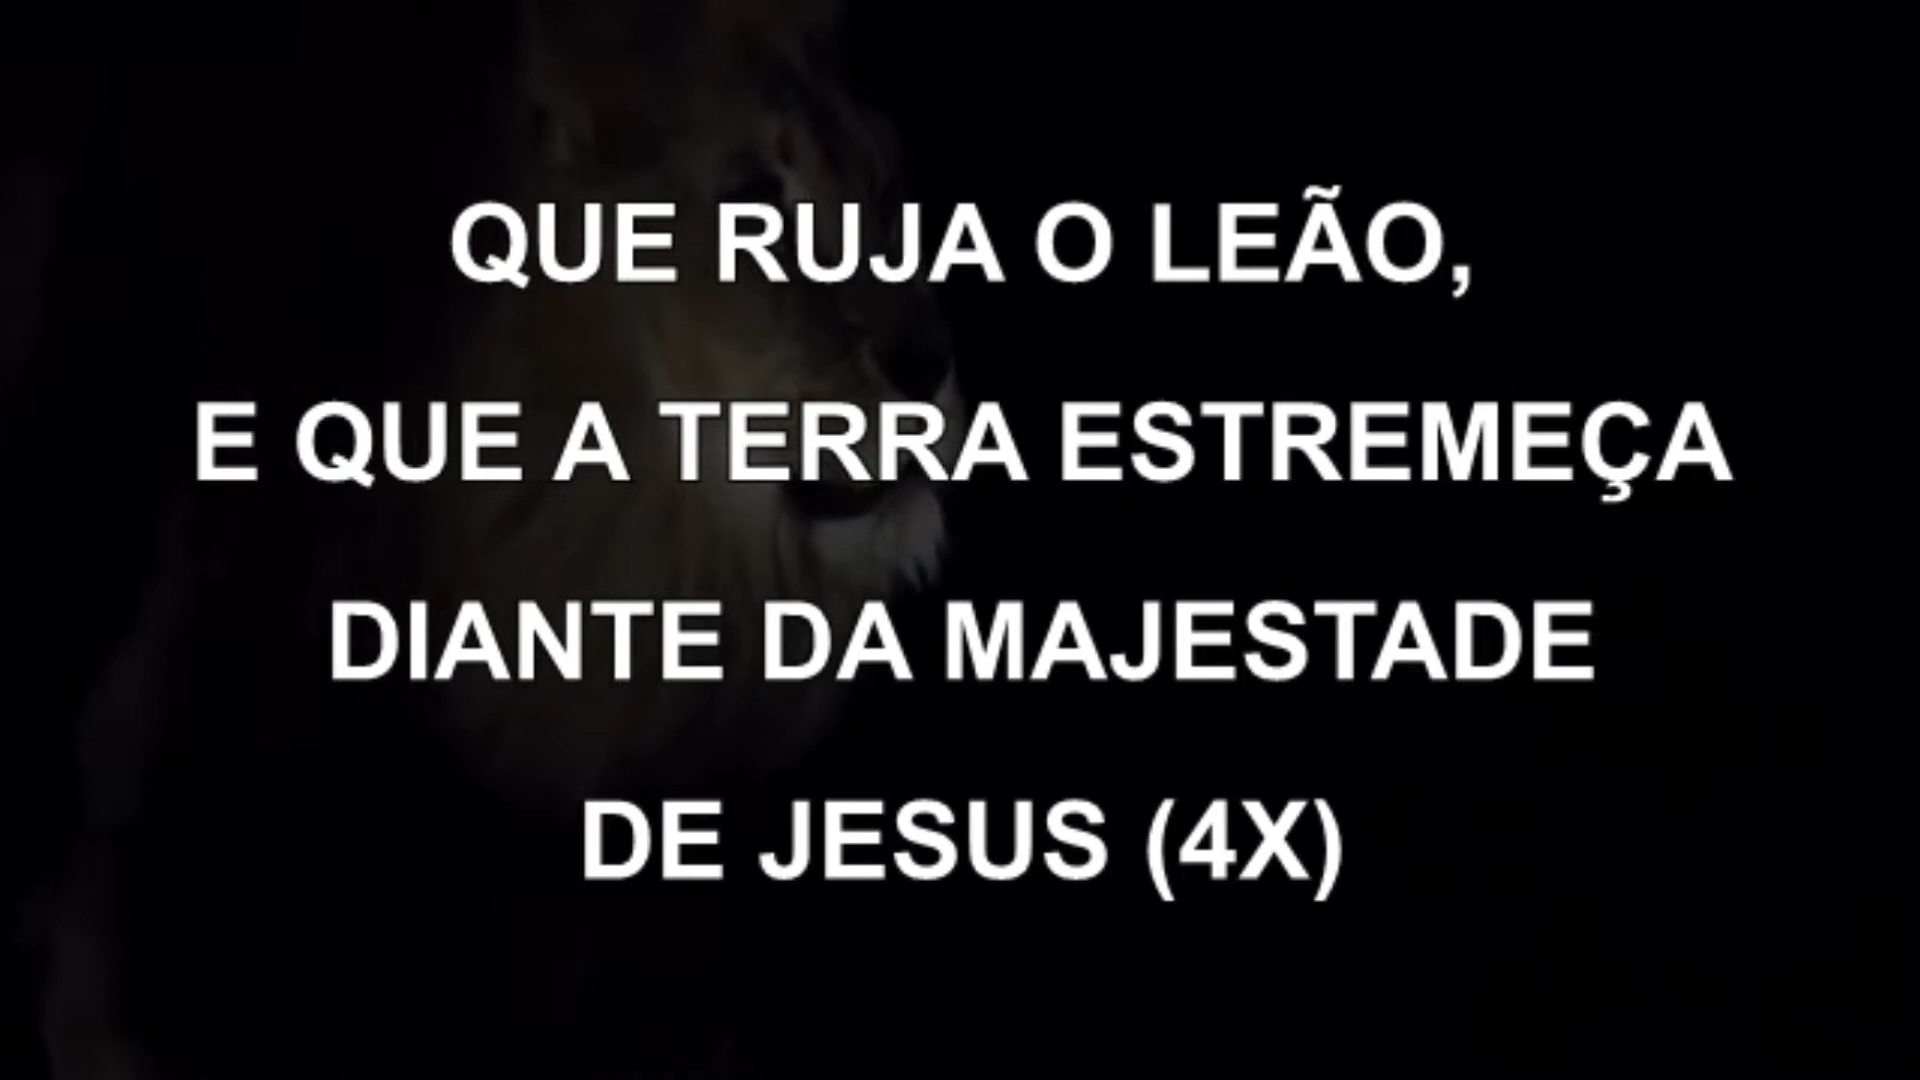 QUE RUJA O LEÃO,
E QUE A TERRA ESTREMEÇA
DIANTE DA MAJESTADE
DE JESUS (4X)